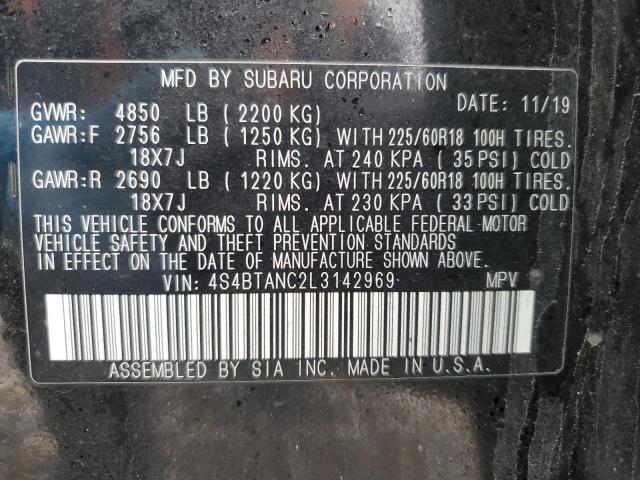 MFD BY SUBARU CORPORATION
GVWR: 4850 LB ( 2200 KG) DATE: 11/19
GAWR:F 2756 LB ( 1250 KG) WITH 225/60R18 100H TIRES.
18X7J RIMS. AT 240 KPA ( 35 PSI) COLD
GAWR:R 2690 LB ( 1220 KG) WITH 225/60R18 100H TIRES.
18X7J RIMS. AT 230 KPA ( 33 PSI) COLD
THIS VEHICLE CONFORMS TO ALL APPLICABLE FEDERAL MOTOR
VEHICLE SAFETY AND THEFT PREVENTION STANDARDS
IN EFFECT ON THE DATE OF MANUFACTURE SHOWN ABOVE.
VIN: 4S4BTANC2L3142969 MPV
ASSEMBLED BY SIA INC. MADE IN U.S.A.